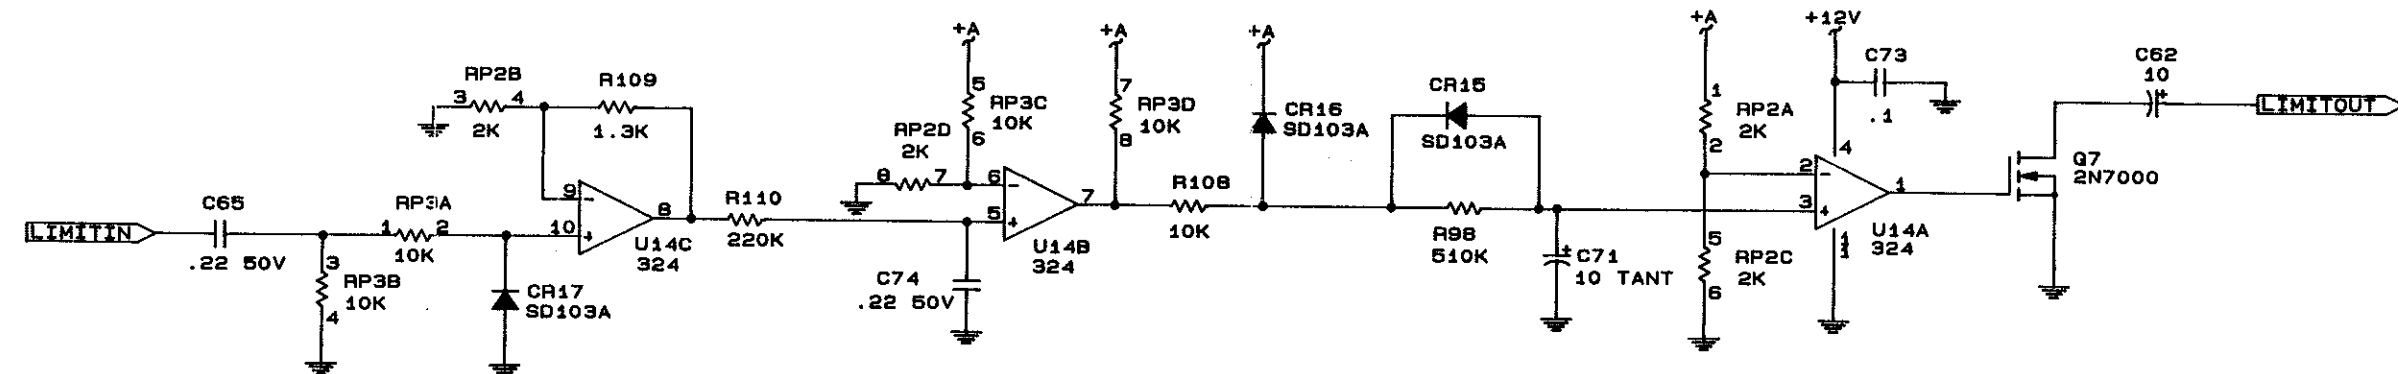 LIMITIN
C65
.22 50V
3
RP3B
10K
4
RP3A
1
2
10K
CR17
SD103A
RP2B
3
4
2K
R109
1.3K
9
-
10
+
8
U14C
324
R110
220K
C74
.22 50V
+A
5
RP3C
10K
6
RP2D
2K
8
7
6
-
5
+
7
U14B
324
+A
7
RP3D
10K
8
R108
10K
+A
CR16
SD103A
CR15
SD103A
R98
510K
+
C71
10 TANT
+A
1
RP2A
2K
2
5
RP2C
2K
6
+12V
C73
.1
4
2
-
3
+
1
11
U14A
324
Q7
2N7000
C62
10
+
LIMITOUT